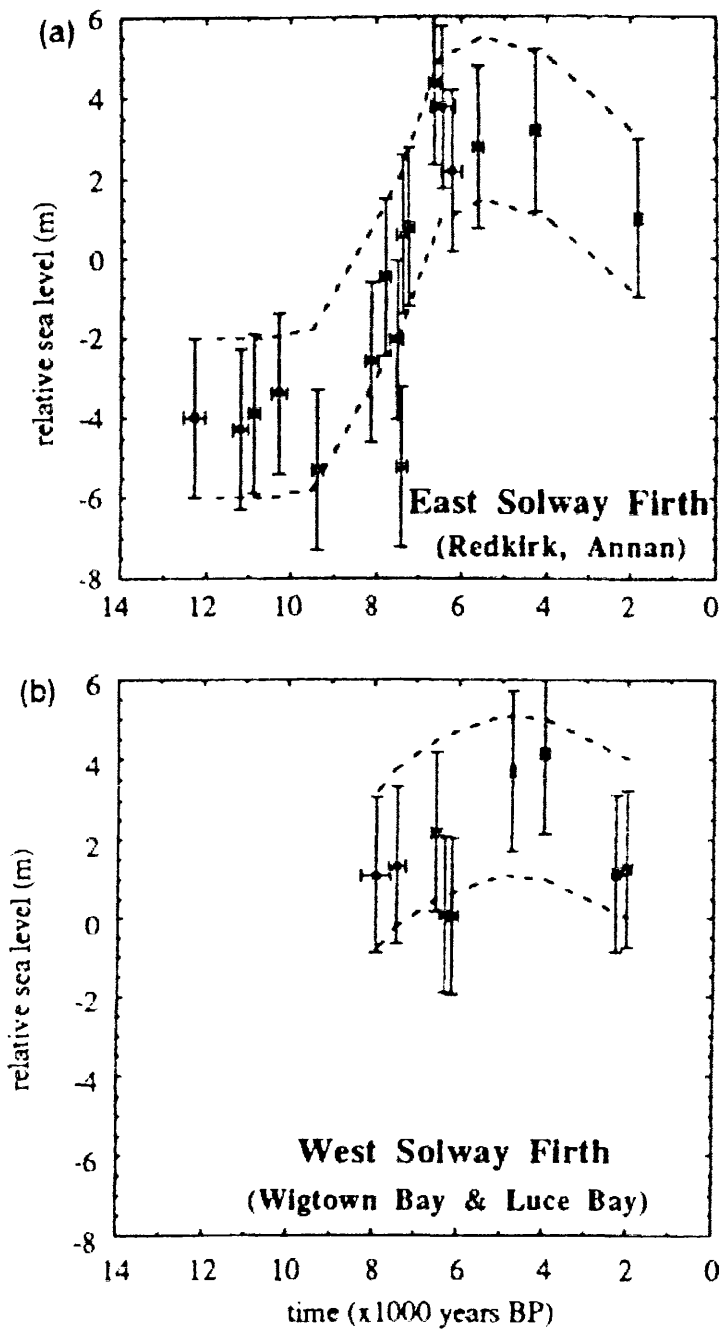 (a)
relative sea level (m)
6
4
2
0
-2
-4
-6
-8
East Solway Firth
(Redkirk, Annan)
14 12 10 8 6 4 2 0
(b)
relative sea level (m)
6
4
2
0
-2
-4
-6
-8
West Solway Firth
(Wigtown Bay & Luce Bay)
14 12 10 8 6 4 2 0
time (x1000 years BP)